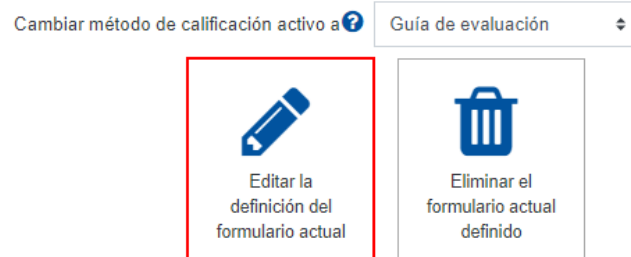 Cambiar método de calificación activo a? Guía de evaluación
Editar la
definición del
formulario actual
Eliminar el
formulario actual
definido